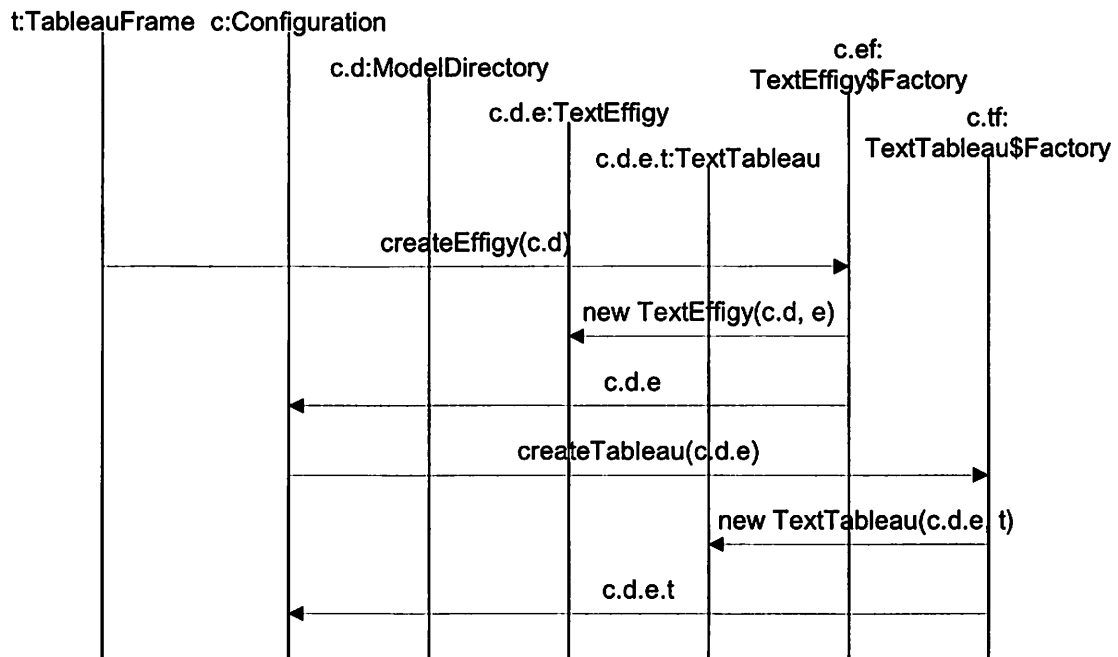 t:TableauFrame c:Configuration
c.d:ModelDirectory
c.ef:
TextEffigy$Factory
c.d.e:TextEffigy
c.tf:
TextTableau$Factory
c.d.e.t:TextTableau
createEffigy(c.d)
new TextEffigy(c.d, e)
c.d.e
createTableau(c.d.e)
new TextTableau(c.d.e, t)
c.d.e.t